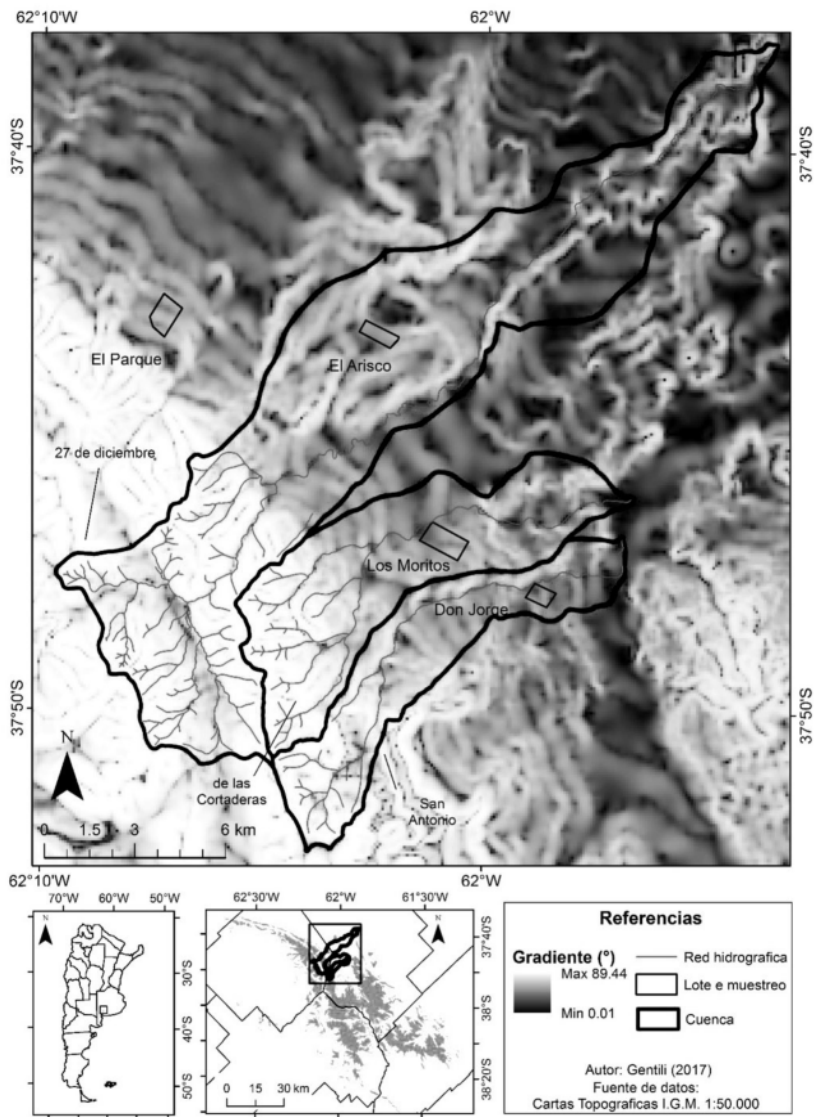 62°10'W
62°W
37°40'S
37°40'S
El Parque
El Arisco
27 de diciembre
Los Moritos
Don Jorge
37°50'S
37°50'S
N
de las
Cortaderas
San
Antonio
0 1.5 3 6 km
62°10'W
62°W
70°W 60°W 50°W
N
30°S
40°S
50°S
62°30'W 62°W 61°30'W
N
37°40'S
38°S
38°20'S
0 15 30 km
Referencias
Gradiente (°)
Max 89.44
Min 0.01
Red hidrografica
Lote e muestreo
Cuenca
Autor: Gentili (2017)
Fuente de datos:
Cartas Topograficas I.G.M. 1:50.000